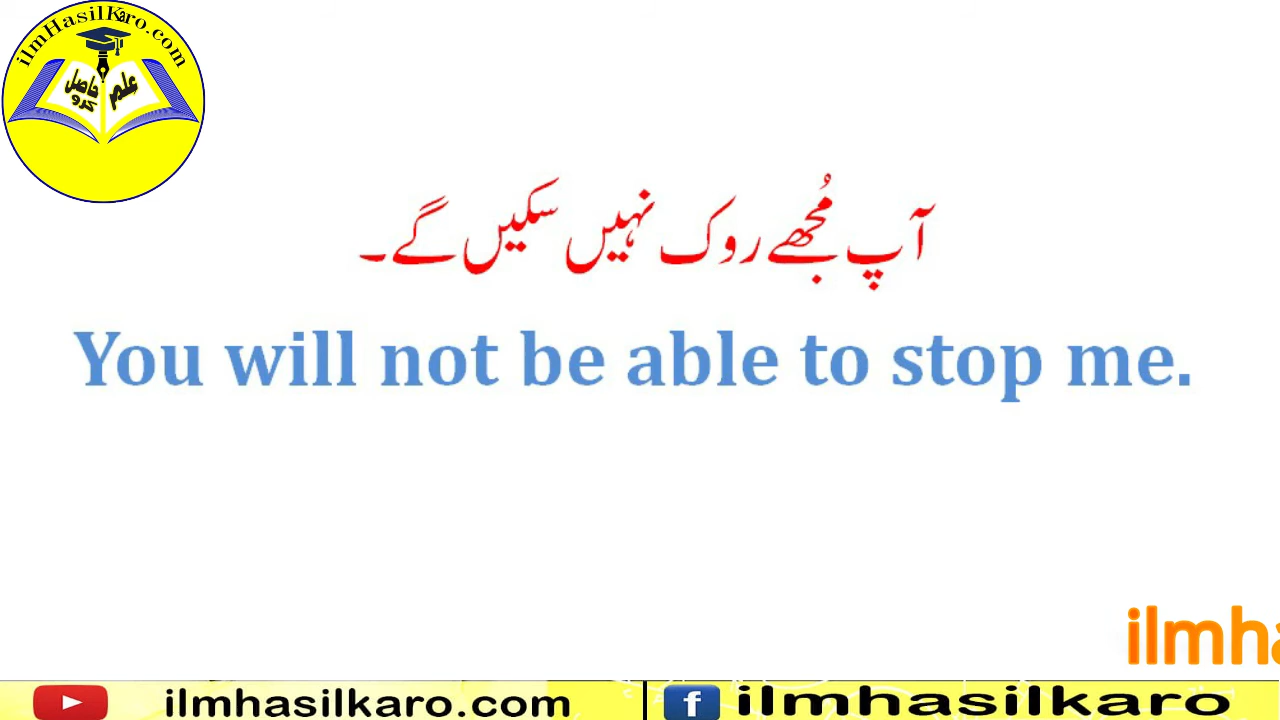 ilmHasilKaro.com
علم حاصل کرو
آپ مُجھے روک نہیں سکیں گے۔
You will not be able to stop me.
ilmha
ilmhasilkaro.com
ilmhasilkaro